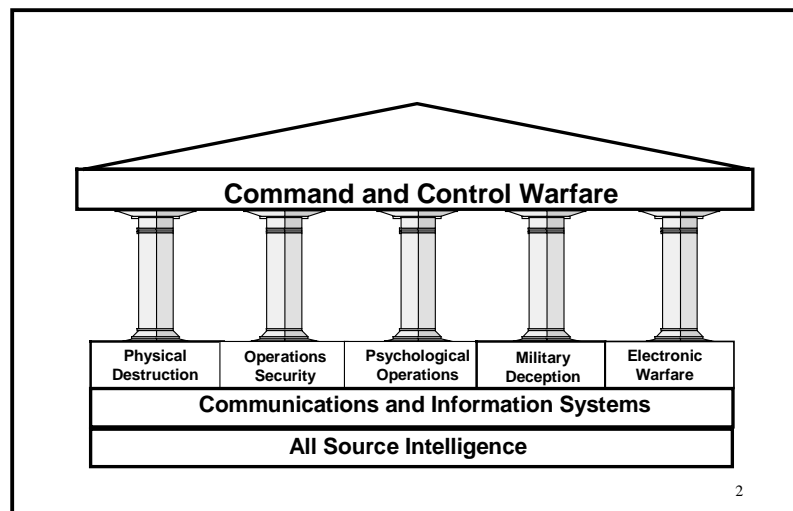 Command and Control Warfare
Physical
Destruction
Operations
Security
Psychological
Operations
Military
Deception
Electronic
Warfare
Communications and Information Systems
All Source Intelligence
2